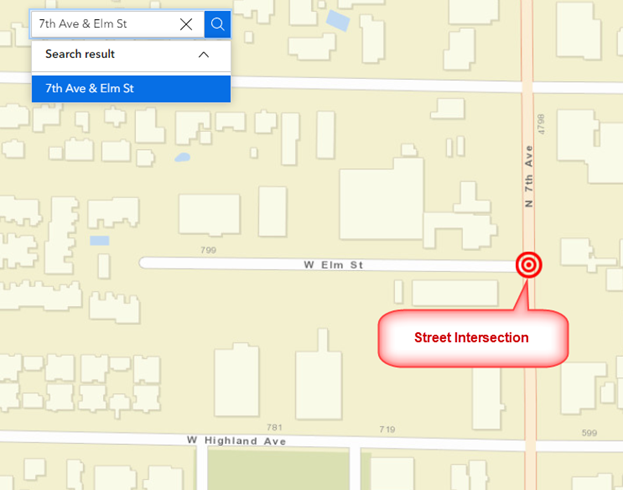 7th Ave & Elm St
Search result
7th Ave & Elm St
4798
N 7th Ave
799
W Elm St
Street Intersection
781
719
599
W Highland Ave